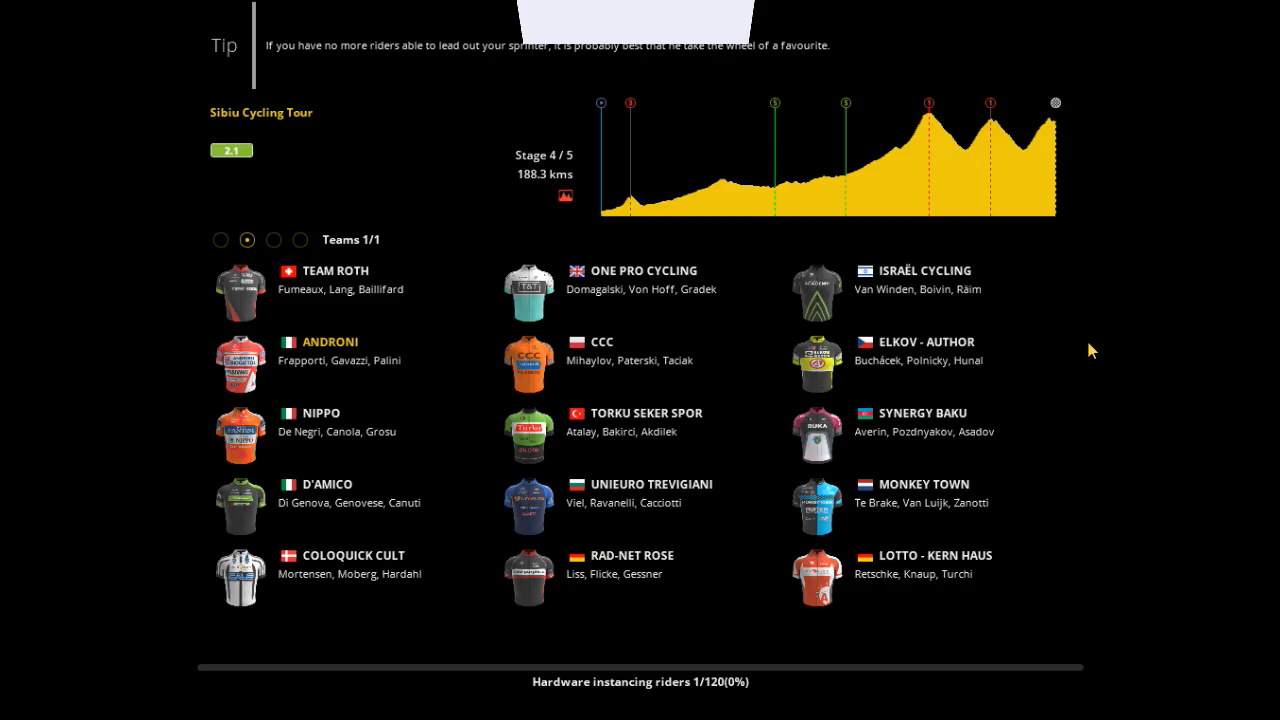 Tip
If you have no more riders able to lead out your sprinter, it is probably best that he take the wheel of a favourite.
Sibiu Cycling Tour
2.1
Stage 4 / 5
188.3 kms
3 S S 1 1
Teams 1/1
TEAM ROTH
Fumeaux, Lang, Baillifard
ONE PRO CYCLING
Domagalski, Von Hoff, Gradek
ISRAËL CYCLING
Van Winden, Boivin, Räim
ANDRONI
Frapporti, Gavazzi, Palini
CCC
Mihaylov, Paterski, Taciak
ELKOV - AUTHOR
Buchácek, Polnicky, Hunal
NIPPO
De Negri, Canola, Grosu
TORKU SEKER SPOR
Atalay, Bakirci, Akdilek
SYNERGY BAKU
Averin, Pozdnyakov, Asadov
D'AMICO
Di Genova, Genovese, Canuti
UNIEURO TREVIGIANI
Viel, Ravanelli, Cacciotti
MONKEY TOWN
Te Brake, Van Luijk, Zanotti
COLOQUICK CULT
Mortensen, Moberg, Hardahl
RAD-NET ROSE
Liss, Flicke, Gessner
LOTTO - KERN HAUS
Retschke, Knaup, Turchi
Hardware instancing riders 1/120(0%)